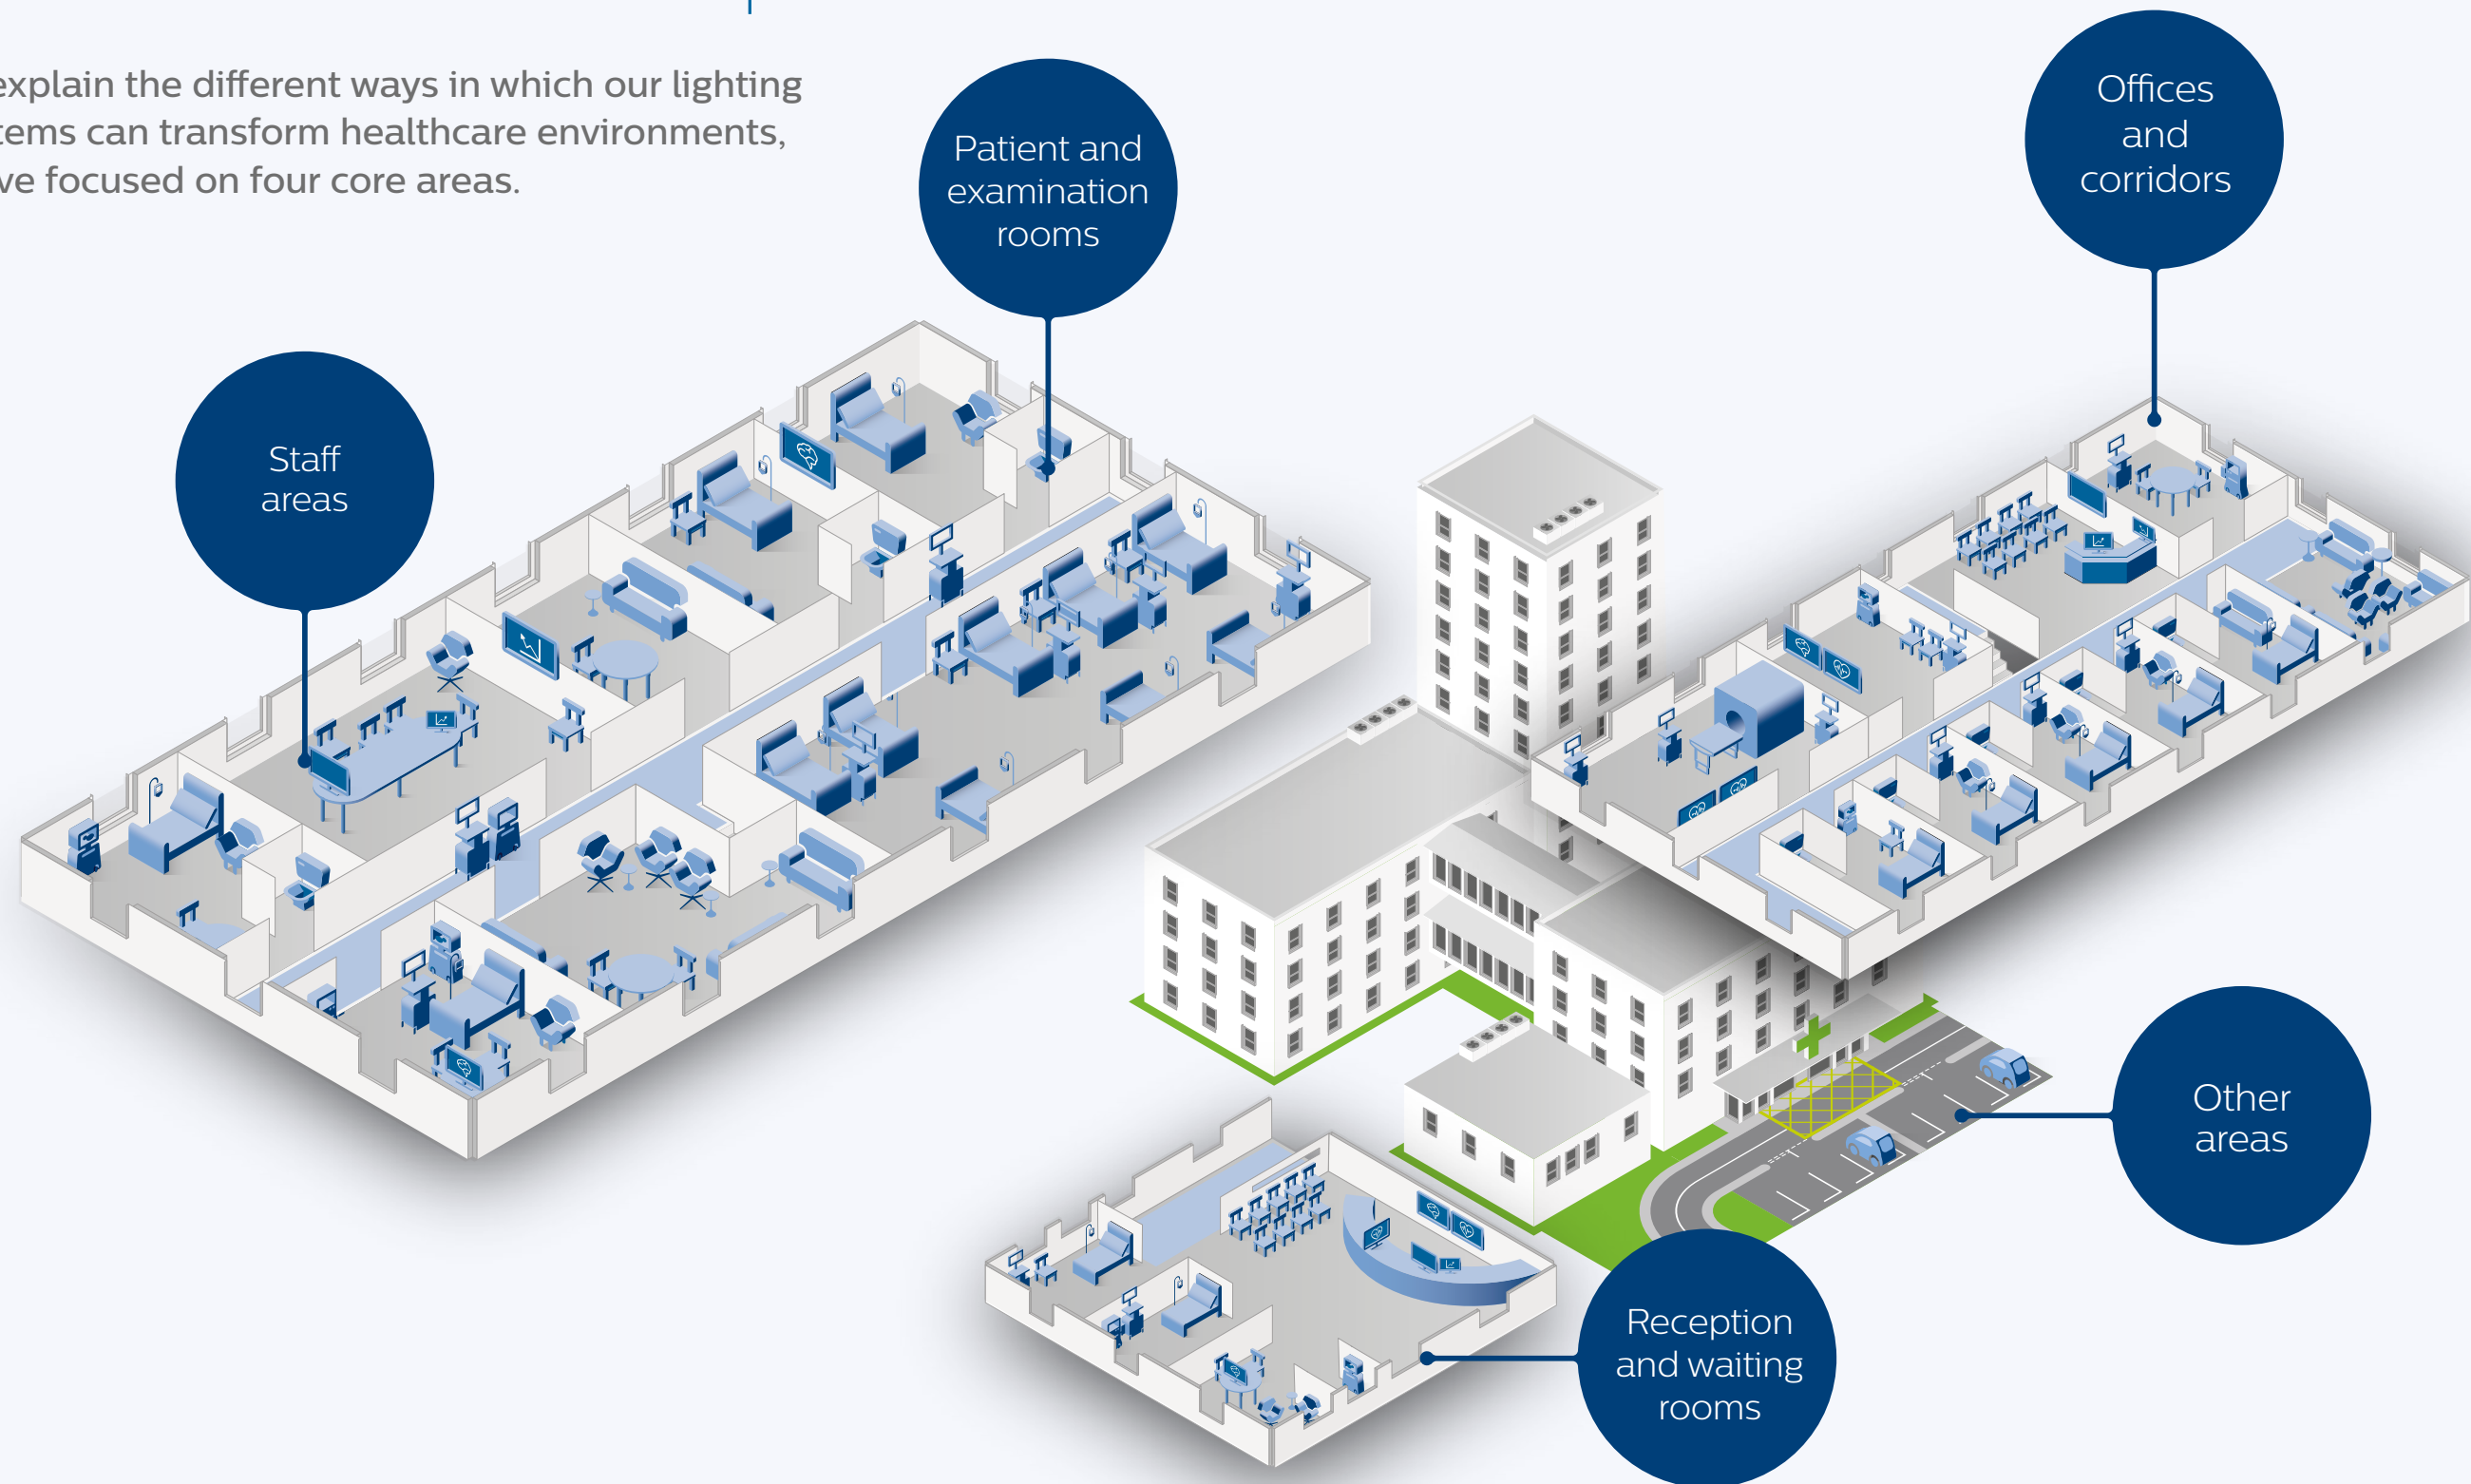 explain the different ways in which our lighting
tems can transform healthcare environments,
ve focused on four core areas.
Patient and
examination
rooms
Offices
and
corridors
Staff
areas
Other
areas
Reception
and waiting
rooms